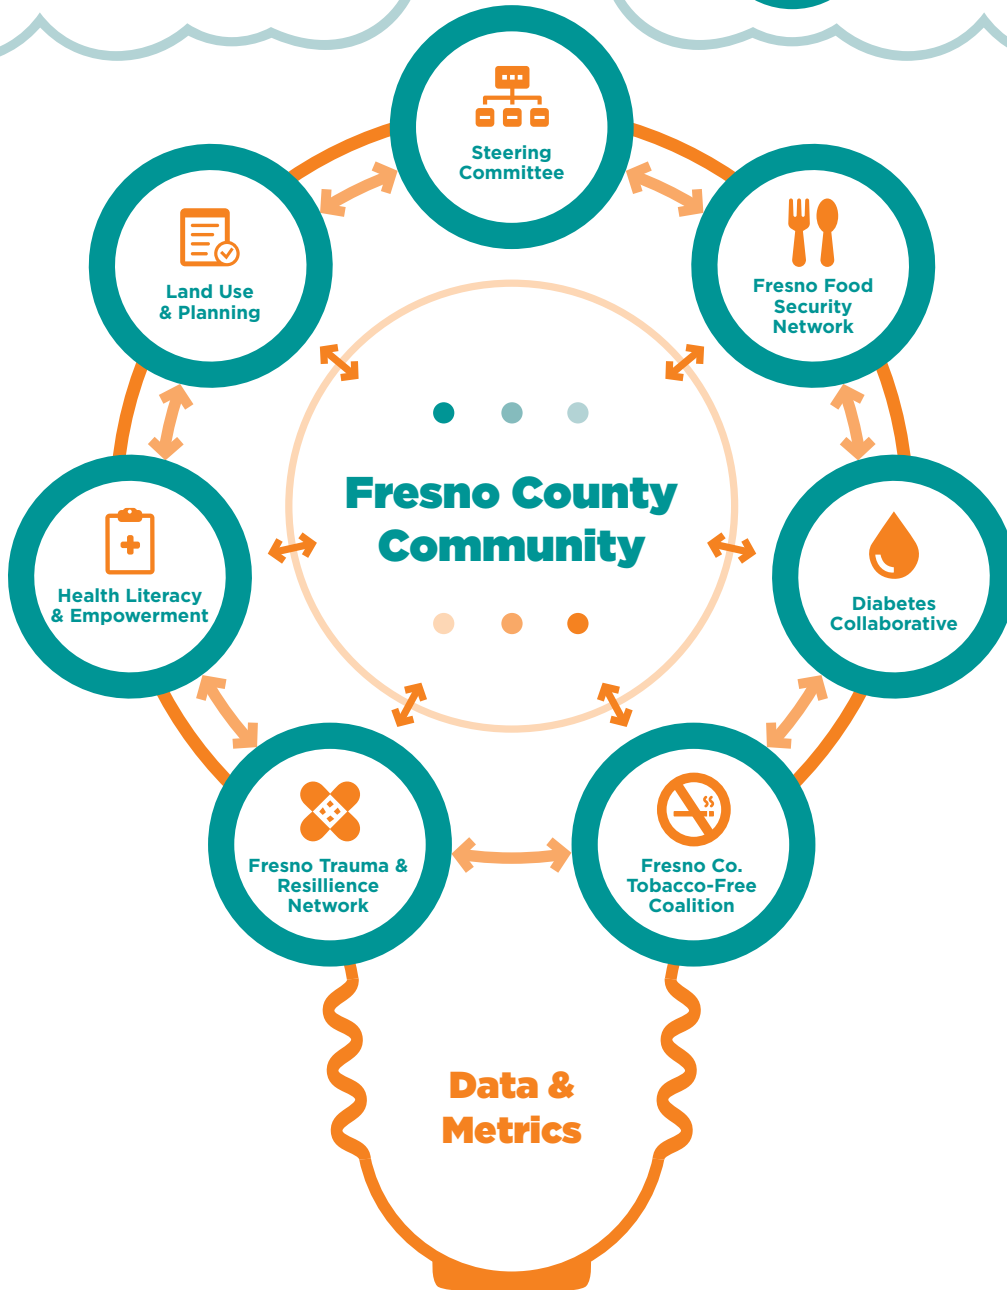 Steering
Committee
Land Use
& Planning
Fresno Food
Security
Network
Fresno County
Community
Health Literacy
& Empowerment
Diabetes
Collaborative
Fresno Trauma &
Resillience
Network
Fresno Co.
Tobacco-Free
Coalition
Data &
Metrics